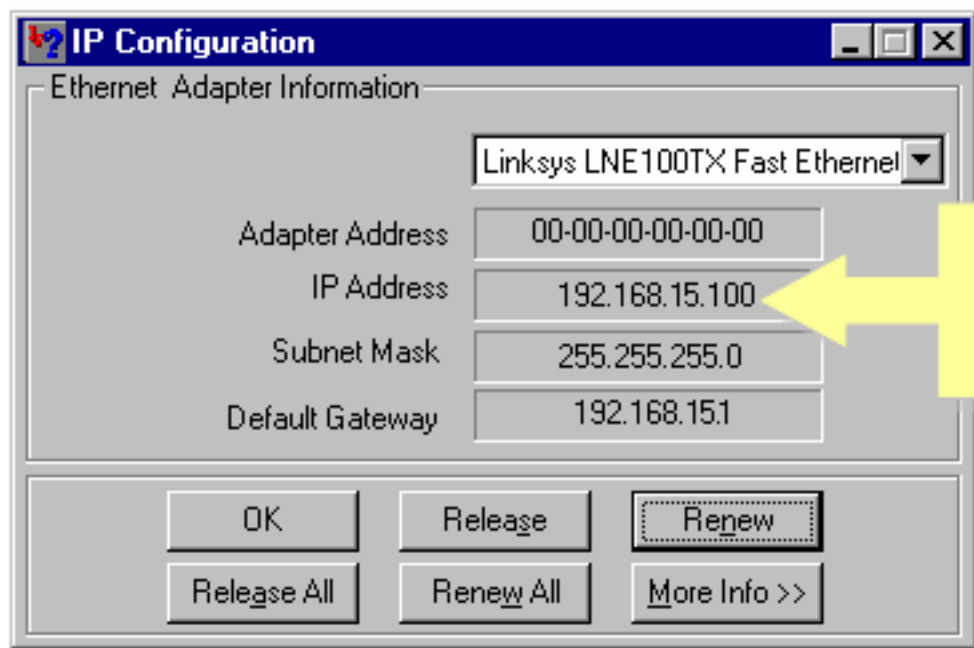 IP Configuration
Ethernet Adapter Information
Linksys LNE100TX Fast Ethernet
Adapter Address 00-00-00-00-00-00
IP Address 192.168.15.100
Subnet Mask 255.255.255.0
Default Gateway 192.168.15.1
OK Release Renew
Release All Renew All More Info >>